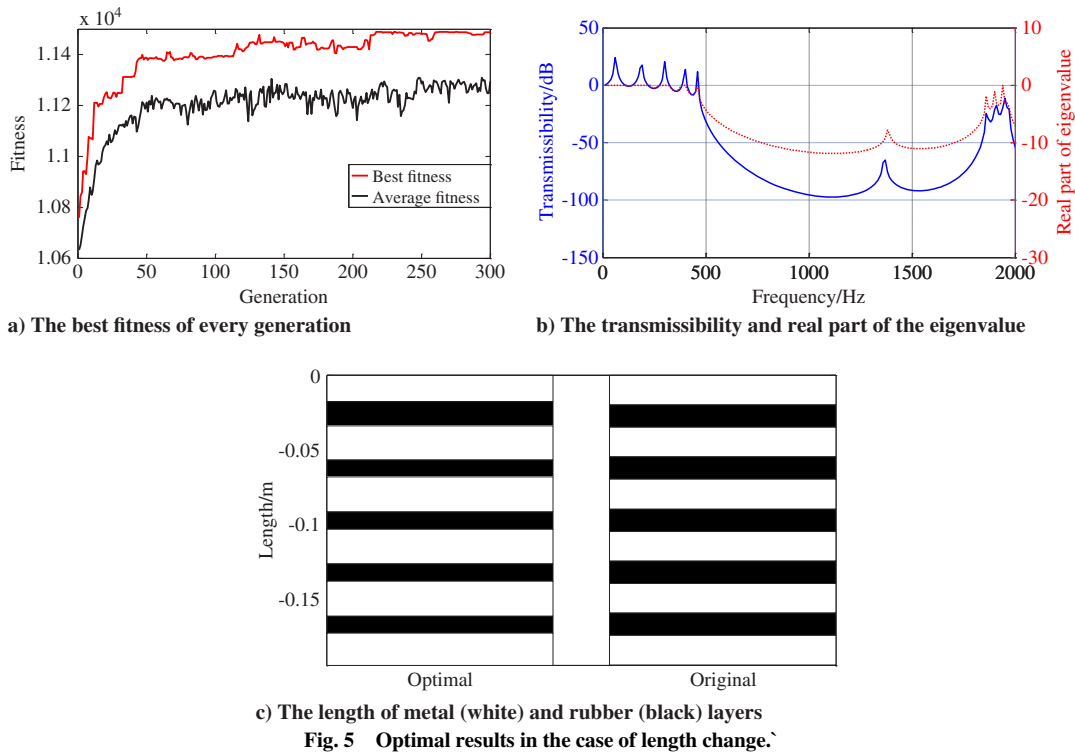 x 10^4
1.145
1.125
1.1
1.08
1.06
Fitness
Best fitness
Average fitness
0 50 100 150 200 250 300
Generation
a) The best fitness of every generation
50
0
-50
-100
-150
Transmissibility/dB
10
0
-10
-20
-30
Real part of eigenvalue
0 500 1000 1500 2000
Frequency/Hz
b) The transmissibility and real part of the eigenvalue
0
-0.05
-0.1
-0.15
Length/m
Optimal Original
c) The length of metal (white) and rubber (black) layers
Fig. 5 Optimal results in the case of length change.`